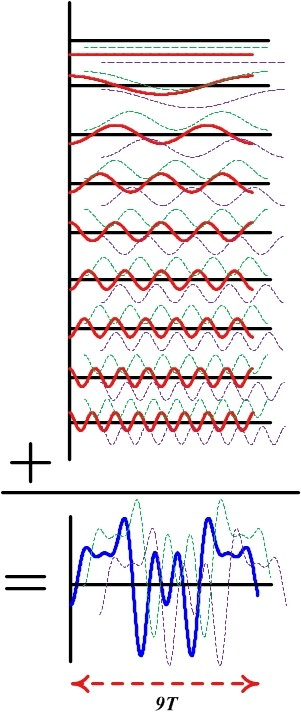 +
=
9T